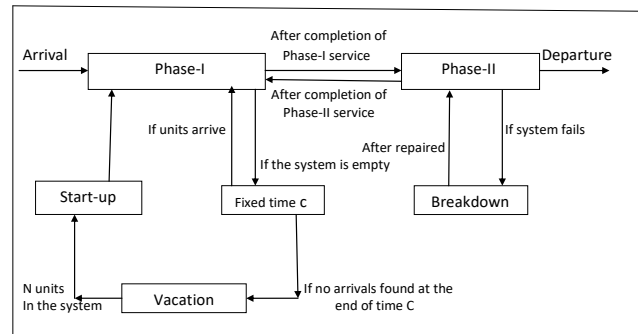 After completion of
Phase-I service
Arrival
Departure
Phase-I
Phase-II
After completion of
Phase-II service
If units arrive
If system fails
After repaired
If the system is empty
Start-up
Fixed time C
Breakdown
N units
In the system
Vacation
If no arrivals found at the
end of time C